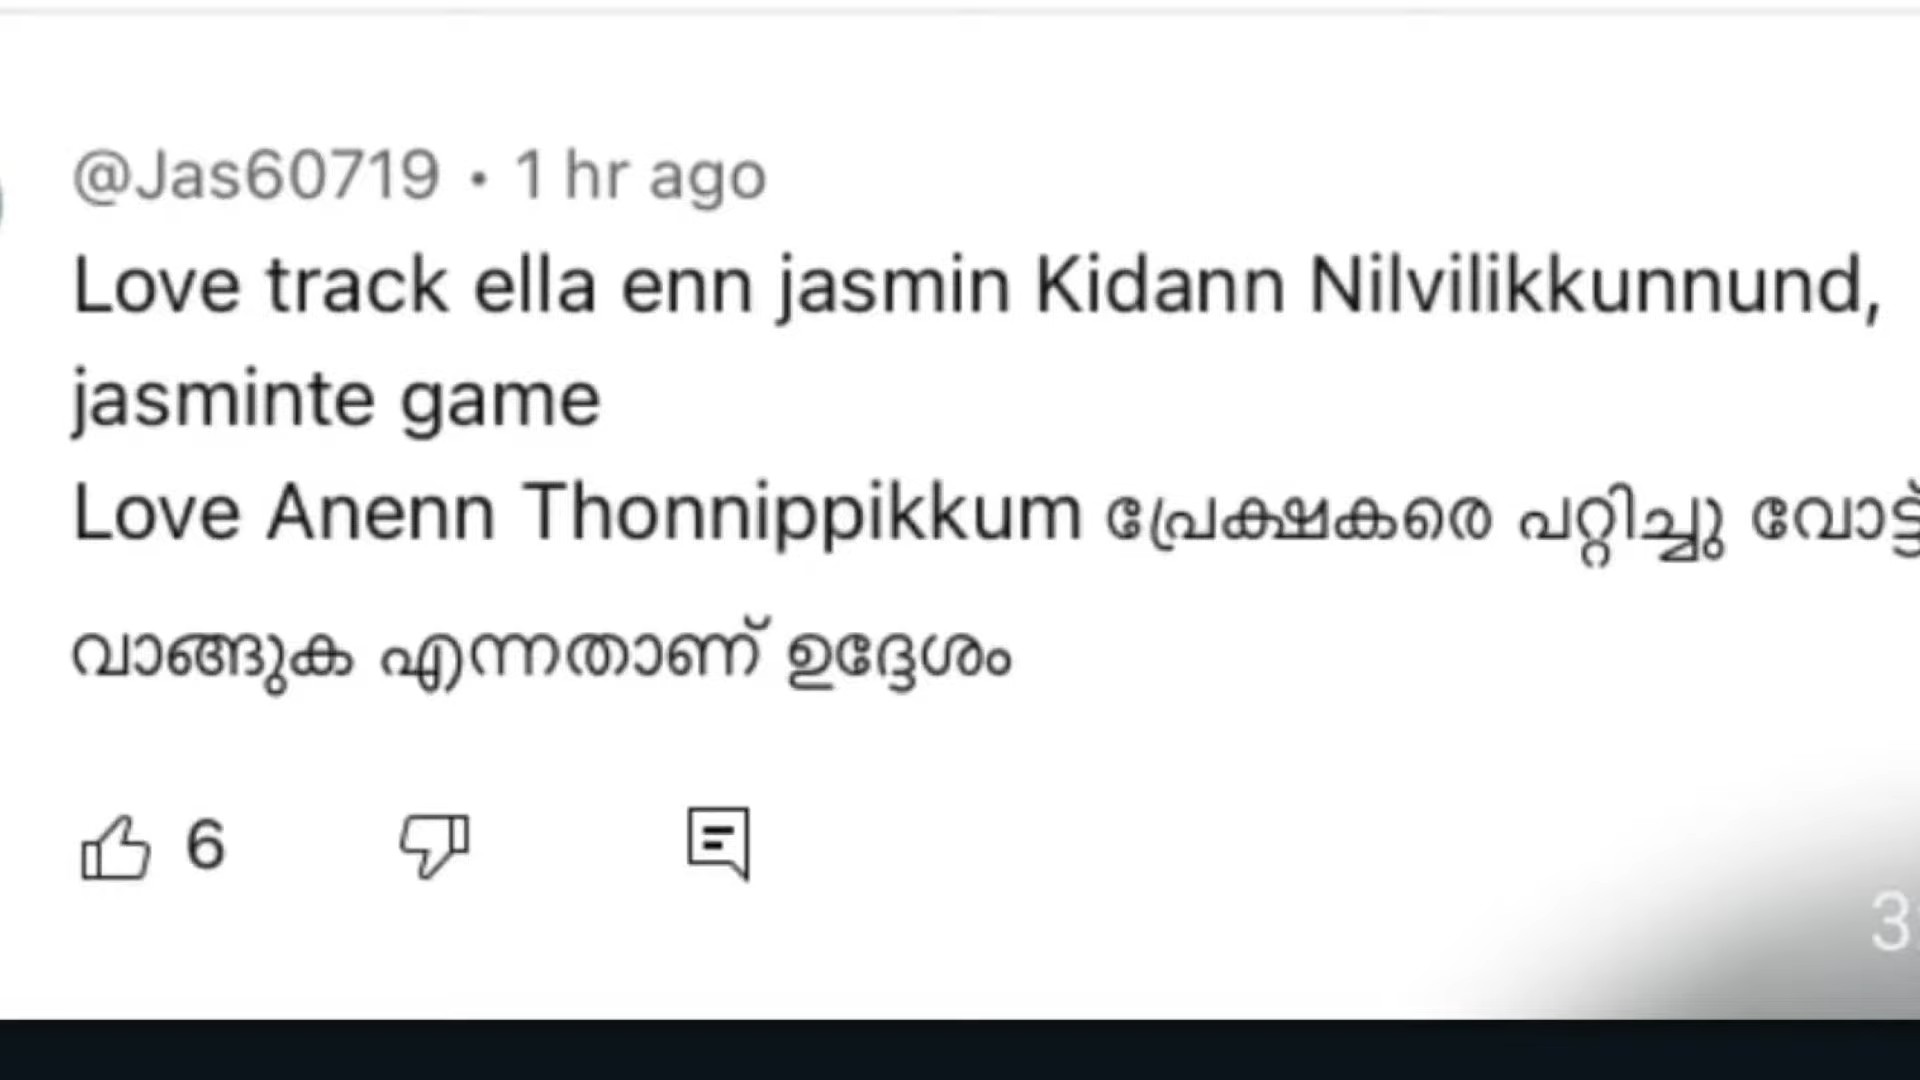 @Jas60719 • 1 hr ago
Love track ella enn jasmin Kidann Nilvilikkunnund,
jasminte game
Love Anenn Thonnippikkum പ്രേക്ഷകരെ പറ്റിച്ചു വോട്ട്
വാങ്ങുക എന്നതാണ് ഉദ്ദേശം
6